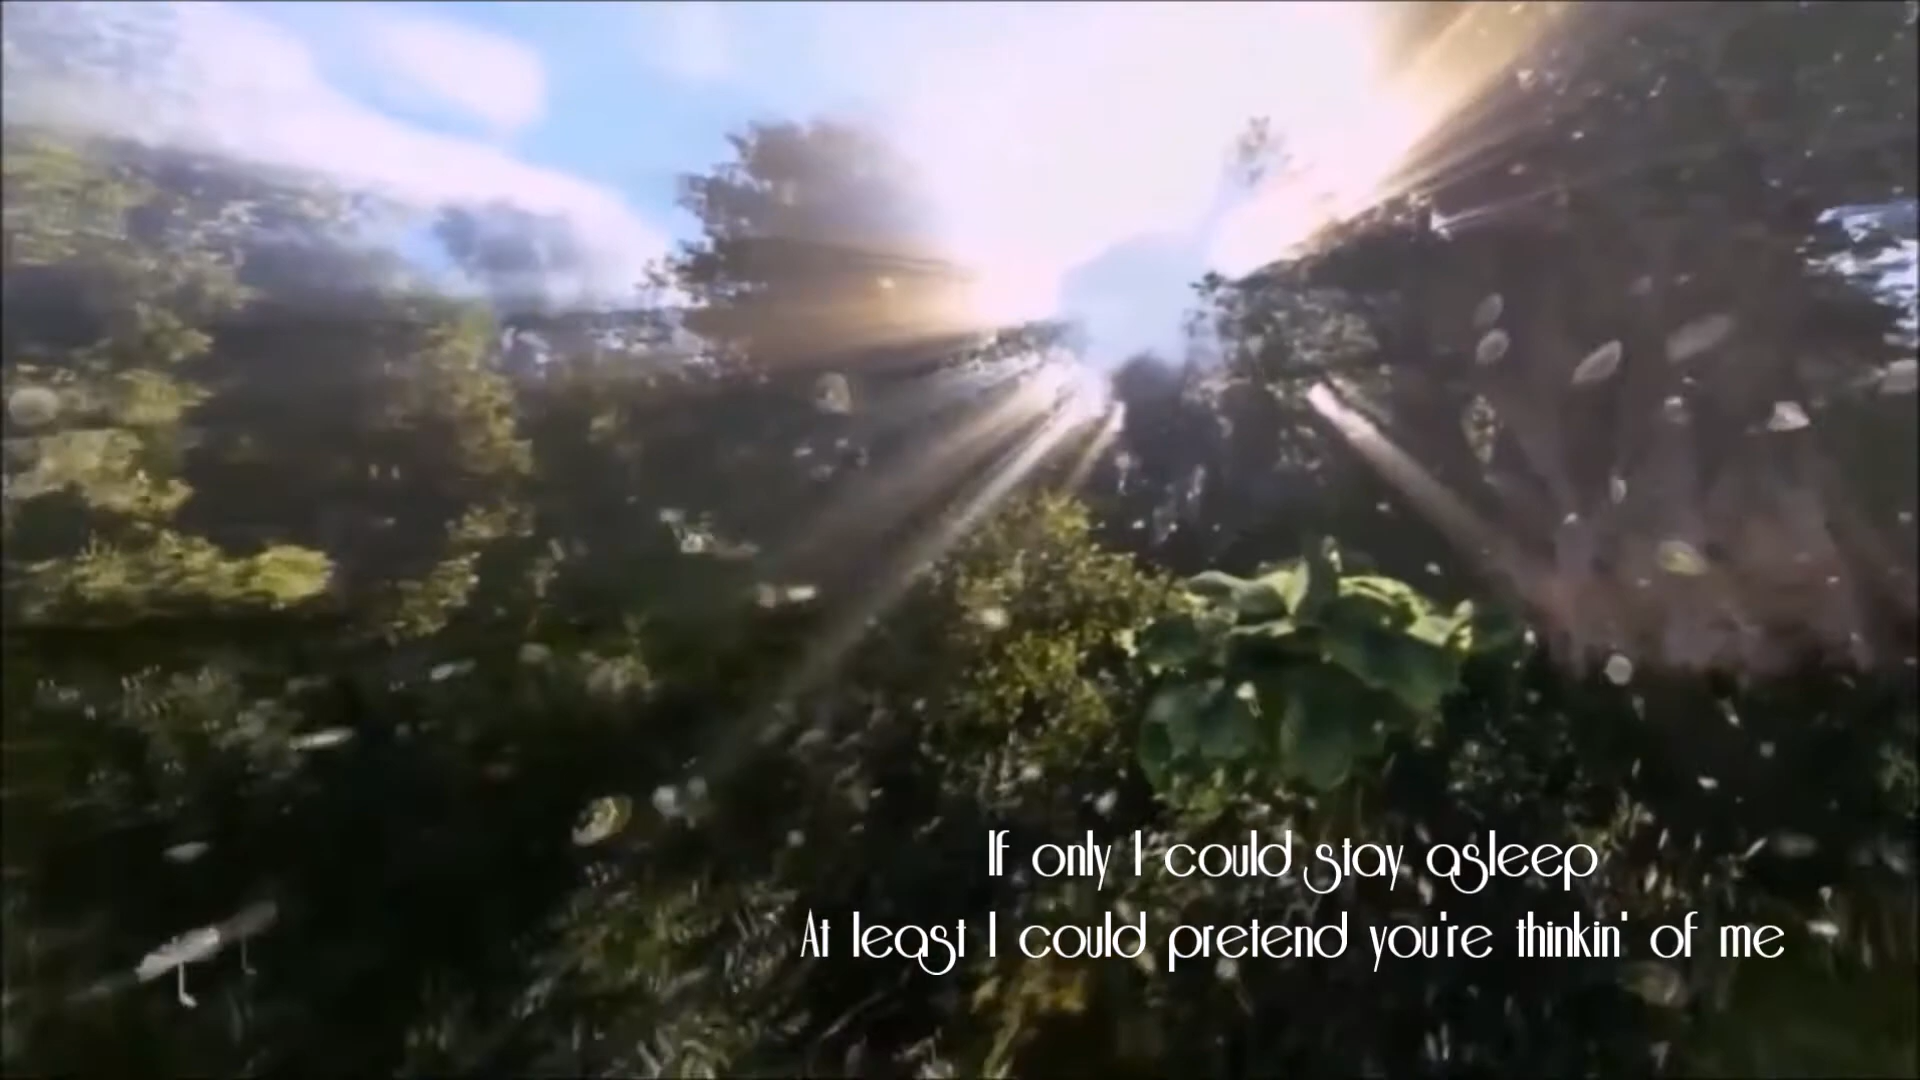 If only I could stay asleep
At least I could pretend you're thinkin' of me